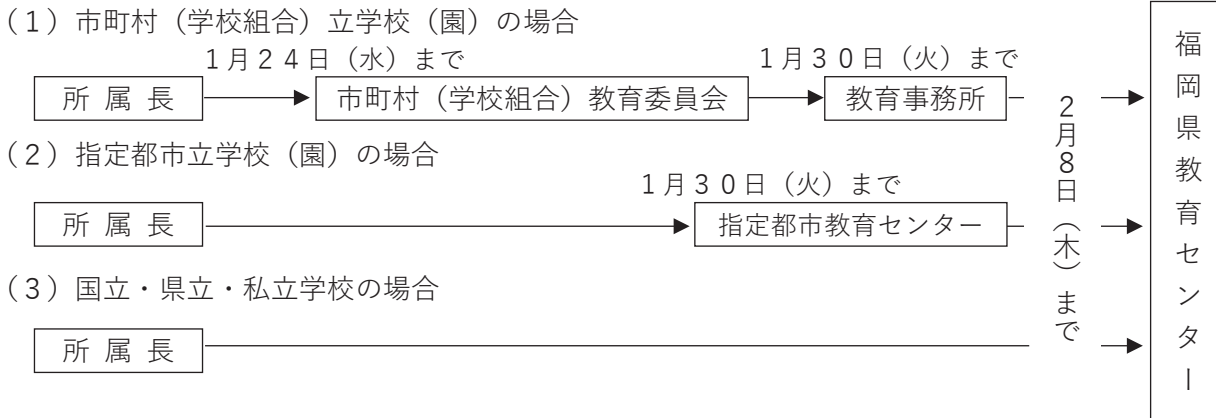 （１）市町村（学校組合）立学校（園）の場合
１月２４日（水）まで
１月３０日（火）まで
所 属 長
市町村（学校組合）教育委員会
教育事務所
（２）指定都市立学校（園）の場合
１月３０日（火）まで
所 属 長
指定都市教育センター
（３）国立・県立・私立学校の場合
所 属 長
２月８日（木）まで
福岡県教育センター